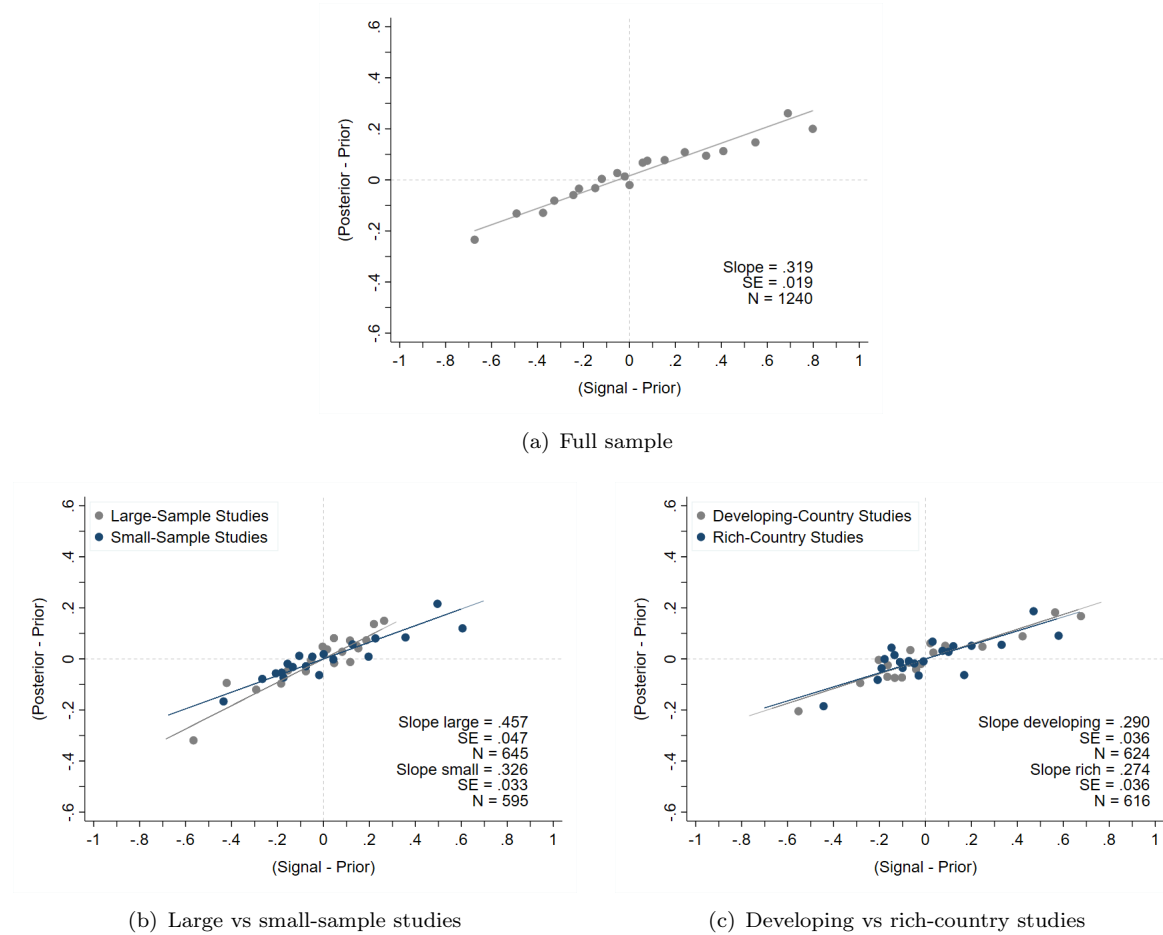 .6
.4
.2
0
-.2
-.4
-.6
(Posterior - Prior)
Slope = .319
SE = .019
N = 1240
-1 -.8 -.6 -.4 -.2 0 .2 .4 .6 .8 1
(Signal - Prior)
(a) Full sample
.6
.4
.2
0
-.2
-.4
-.6
(Posterior - Prior)
Large-Sample Studies
Small-Sample Studies
Slope large = .457
SE = .047
N = 645
Slope small = .326
SE = .033
N = 595
-1 -.8 -.6 -.4 -.2 0 .2 .4 .6 .8 1
(Signal - Prior)
(b) Large vs small-sample studies
.6
.4
.2
0
-.2
-.4
-.6
(Posterior - Prior)
Developing-Country Studies
Rich-Country Studies
Slope developing = .290
SE = .036
N = 624
Slope rich = .274
SE = .036
N = 616
-1 -.8 -.6 -.4 -.2 0 .2 .4 .6 .8 1
(Signal - Prior)
(c) Developing vs rich-country studies